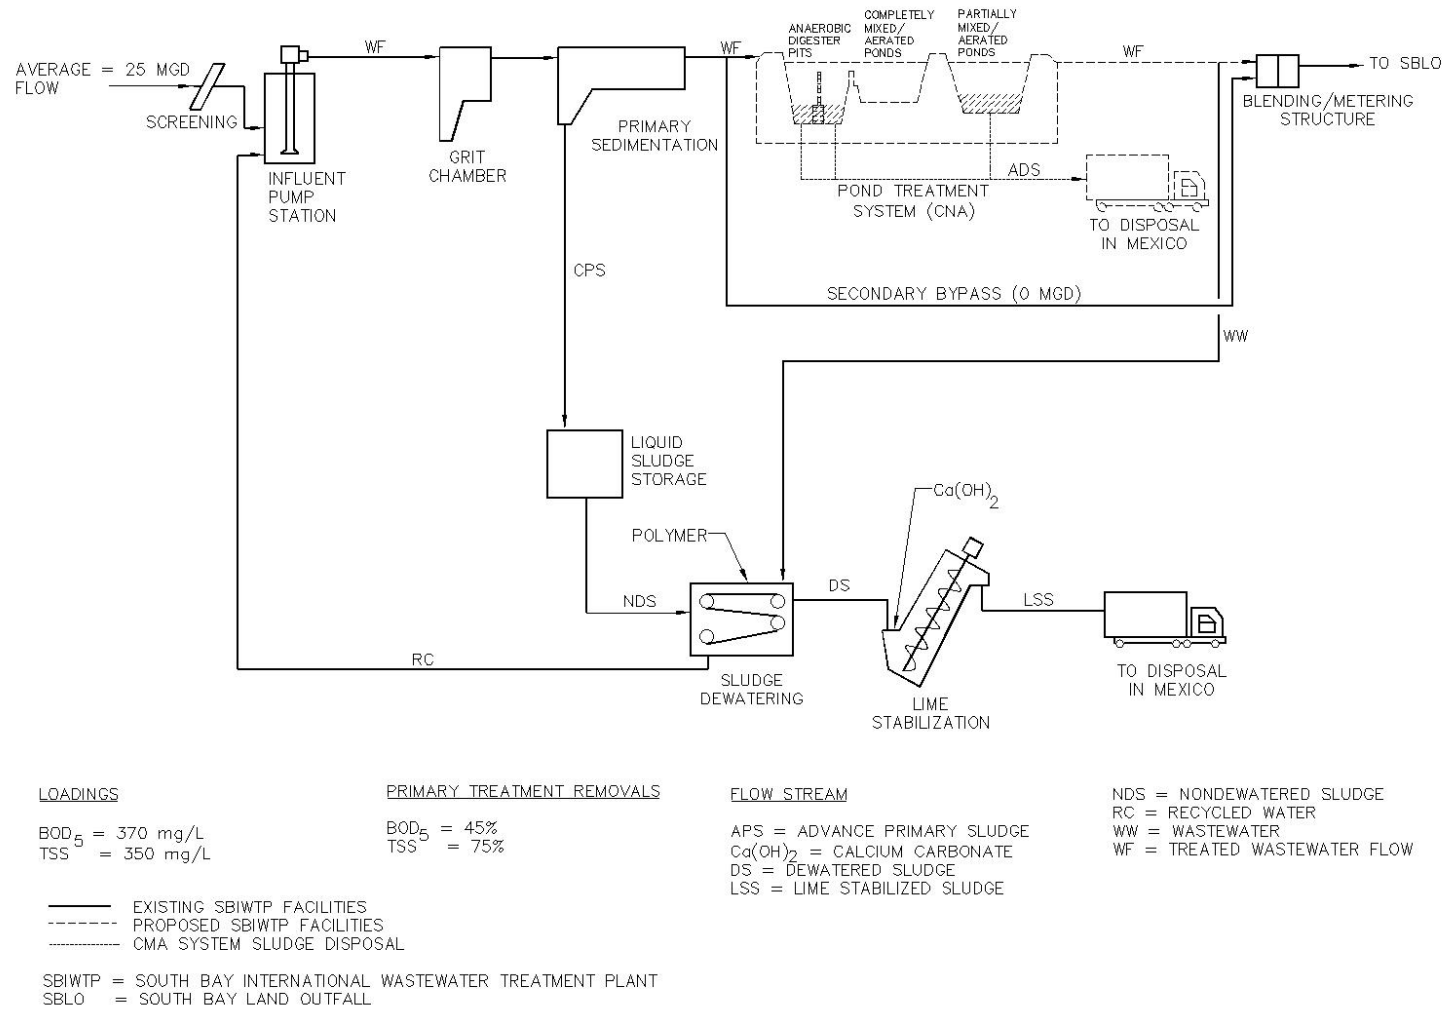 AVERAGE = 25 MGD
FLOW
SCREENING
INFLUENT
PUMP
STATION
WF
GRIT
CHAMBER
PRIMARY
SEDIMENTATION
WF
ANAEROBIC
DIGESTER
PITS
COMPLETELY
MIXED/
AERATED
PONDS
PARTIALLY
MIXED/
AERATED
PONDS
WF
TO SBLO
BLENDING/METERING
STRUCTURE
ADS
POND TREATMENT
SYSTEM (CNA)
TO DISPOSAL
IN MEXICO
CPS
SECONDARY BYPASS (0 MGD)
WW
LIQUID
SLUDGE
STORAGE
POLYMER
Ca(OH)2
NDS
DS
LSS
RC
SLUDGE
DEWATERING
LIME
STABILIZATION
TO DISPOSAL
IN MEXICO
LOADINGS
BOD5 = 370 mg/L
TSS = 350 mg/L
PRIMARY TREATMENT REMOVALS
BOD5 = 45%
TSS = 75%
FLOW STREAM
APS = ADVANCE PRIMARY SLUDGE
Ca(OH)2 = CALCIUM CARBONATE
DS = DEWATERED SLUDGE
LSS = LIME STABILIZED SLUDGE
NDS = NONDEWATERED SLUDGE
RC = RECYCLED WATER
WW = WASTEWATER
WF = TREATED WASTEWATER FLOW
EXISTING SBIWTP FACILITIES
PROPOSED SBIWTP FACILITIES
CMA SYSTEM SLUDGE DISPOSAL
SBIWTP = SOUTH BAY INTERNATIONAL WASTEWATER TREATMENT PLANT
SBLO = SOUTH BAY LAND OUTFALL